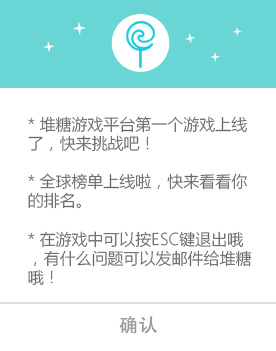 * 堆糖游戏平台第一个游戏上线
了，快来挑战吧！
* 全球榜单上线啦，快来看看你
的排名。
* 在游戏中可以按ESC键退出哦
，有什么问题可以发邮件给堆糖
哦！
确认